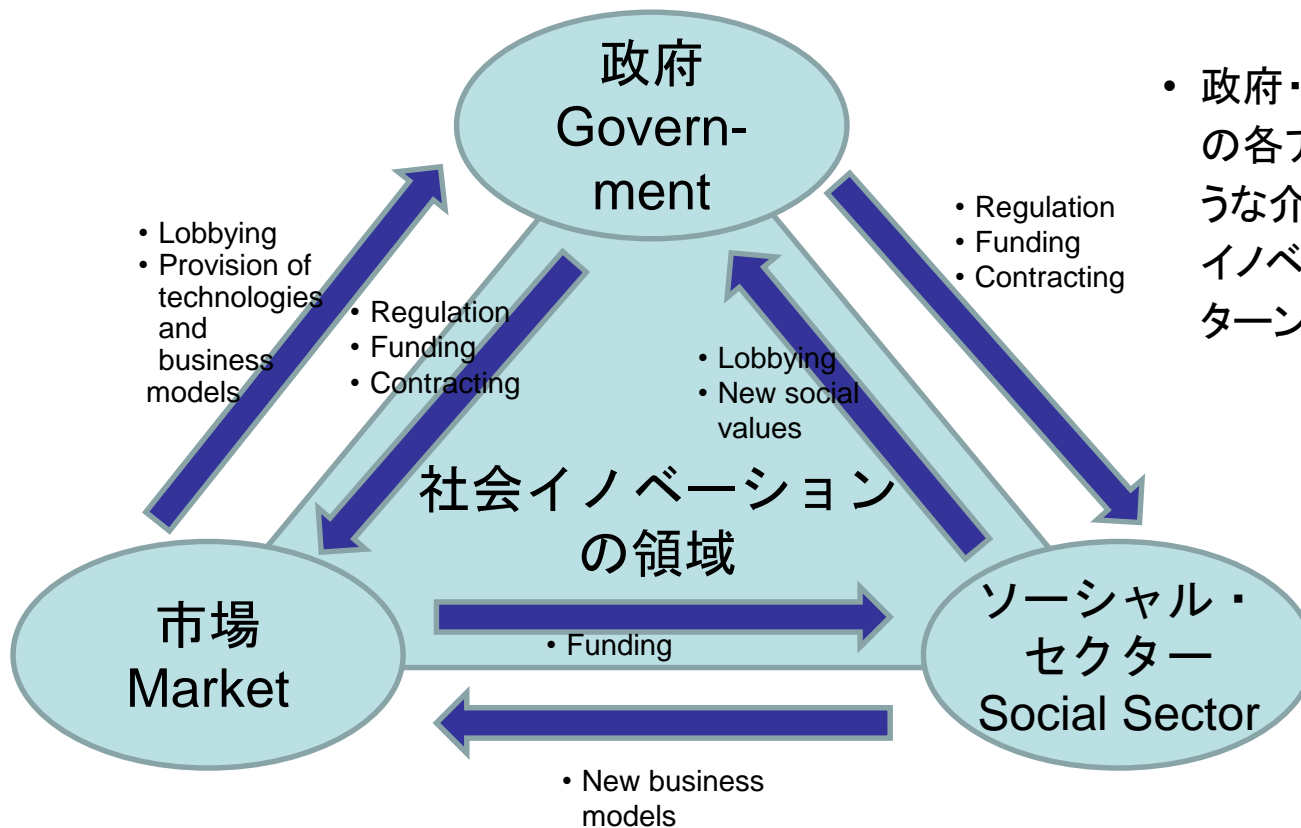 政府
Govern-
ment
• 政府・
の各ア
うな介
イノベ
ターン
• Lobbying
• Provision of
technologies
and
business
models
• Regulation
• Funding
• Contracting
• Lobbying
• New social
values
• Regulation
• Funding
• Contracting
社会イノベーション
の領域
市場
Market
• Funding
ソーシャル・
セクター
Social Sector
• New business
models